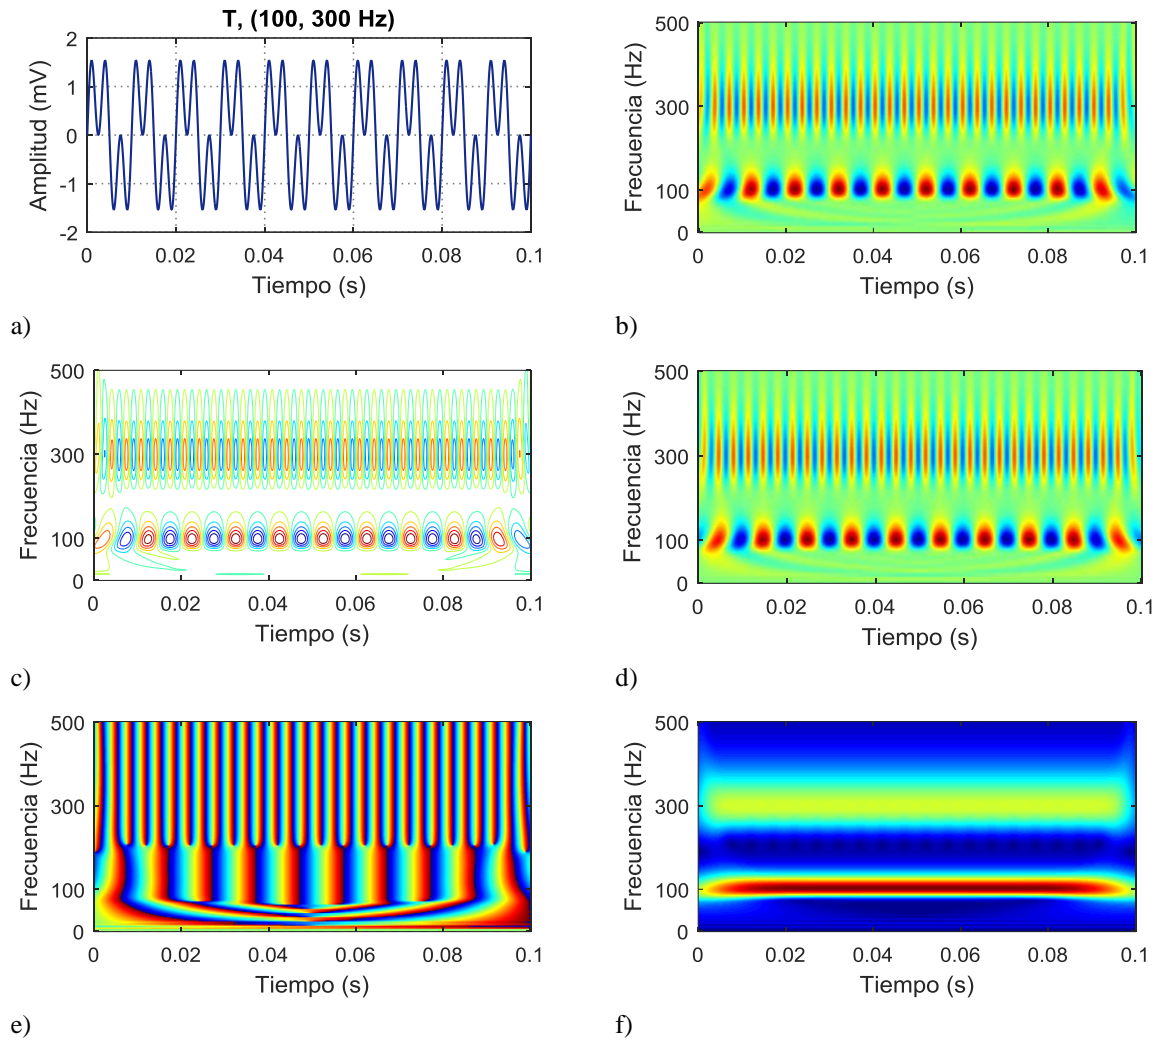 T, (100, 300 Hz)
Amplitud (mV)
2
1
0
-1
-2
0 0.02 0.04 0.06 0.08 0.1
Tiempo (s)
a)
Frecuencia (Hz)
500
300
100
0
0 0.02 0.04 0.06 0.08 0.1
Tiempo (s)
b)
Frecuencia (Hz)
500
300
100
0
0 0.02 0.04 0.06 0.08 0.1
Tiempo (s)
c)
Frecuencia (Hz)
500
300
100
0
0 0.02 0.04 0.06 0.08 0.1
Tiempo (s)
d)
Frecuencia (Hz)
500
300
100
0
0 0.02 0.04 0.06 0.08 0.1
Tiempo (s)
e)
Frecuencia (Hz)
500
300
100
0
0 0.02 0.04 0.06 0.08 0.1
Tiempo (s)
f)